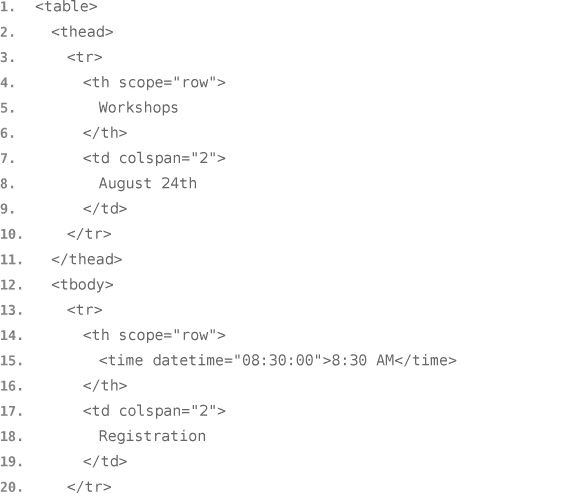 1. <table>
2. <thead>
3. <tr>
4. <th scope="row">
5. Workshops
6. </th>
7. <td colspan="2">
8. August 24th
9. </td>
10. </tr>
11. </thead>
12. <tbody>
13. <tr>
14. <th scope="row">
15. <time datetime="08:30:00">8:30 AM</time>
16. </th>
17. <td colspan="2">
18. Registration
19. </td>
20. </tr>